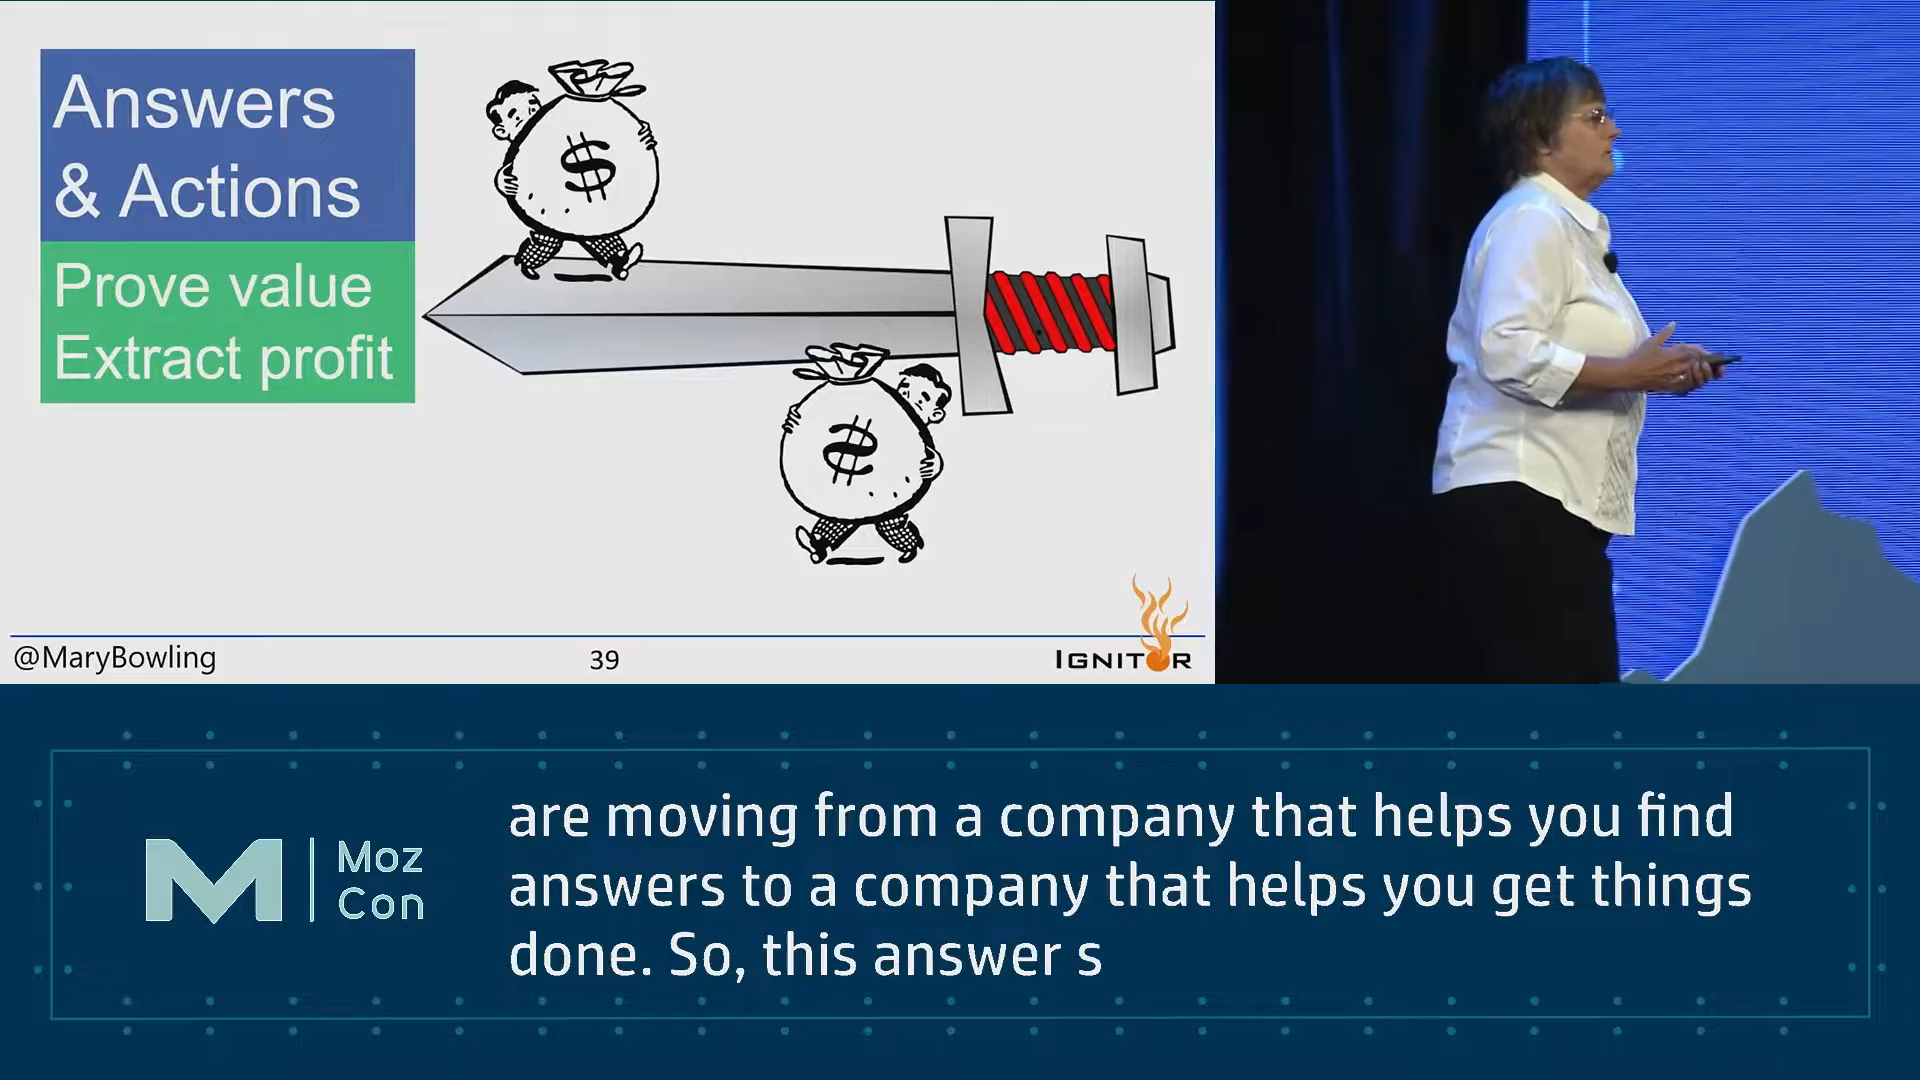 Answers
& Actions
Prove value
Extract profit
$
$
@MaryBowling
39
IGNITOR
M
Moz
Con
are moving from a company that helps you find
answers to a company that helps you get things
done. So, this answer s